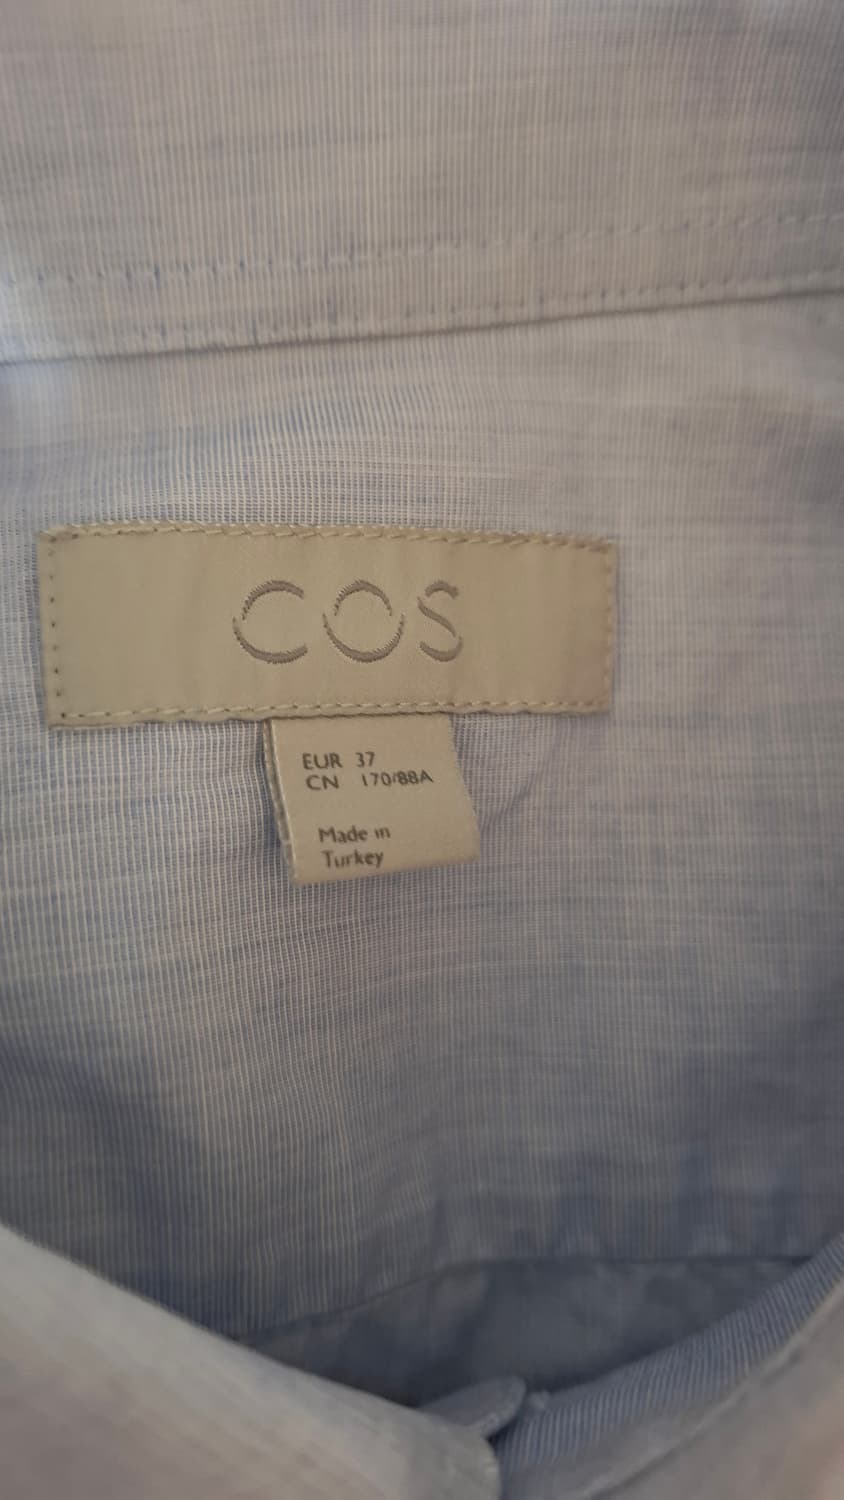 COS
EUR 37
CN 170/88A
Made in
Turkey